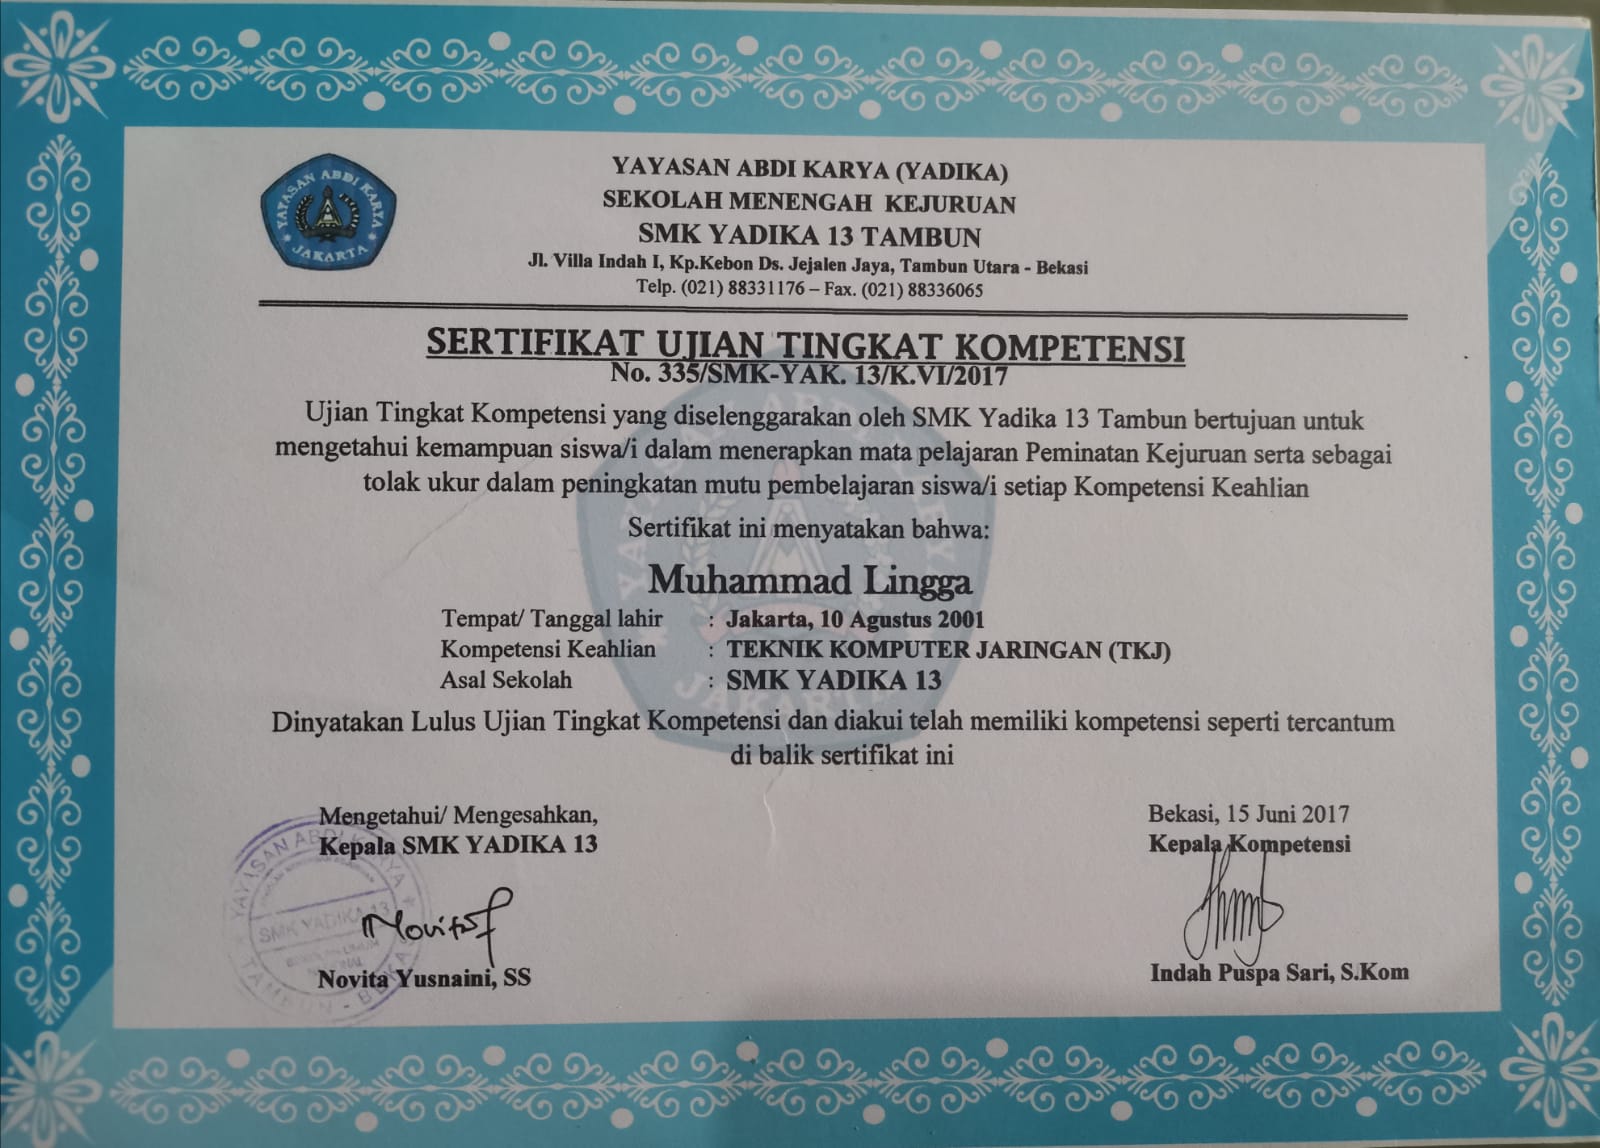 YAYASAN ABDI KARYA
JAKARTA
YAYASAN ABDI KARYA (YADIKA)
SEKOLAH MENENGAH KEJURUAN
SMK YADIKA 13 TAMBUN
Jl. Villa Indah I, Kp.Kebon Ds. Jejalen Jaya, Tambun Utara - Bekasi
Telp. (021) 88331176 – Fax. (021) 88336065
SERTIFIKAT UJIAN TINGKAT KOMPETENSI
No. 335/SMK-YAK. 13/K.VI/2017
Ujian Tingkat Kompetensi yang diselenggarakan oleh SMK Yadika 13 Tambun bertujuan untuk
mengetahui kemampuan siswa/i dalam menerapkan mata pelajaran Peminatan Kejuruan serta sebagai
tolak ukur dalam peningkatan mutu pembelajaran siswa/i setiap Kompetensi Keahlian
Sertifikat ini menyatakan bahwa:
Muhammad Lingga
Tempat/ Tanggal lahir : Jakarta, 10 Agustus 2001
Kompetensi Keahlian : TEKNIK KOMPUTER JARINGAN (TKJ)
Asal Sekolah : SMK YADIKA 13
Dinyatakan Lulus Ujian Tingkat Kompetensi dan diakui telah memiliki kompetensi seperti tercantum
di balik sertifikat ini
Mengetahui/ Mengesahkan,
Kepala SMK YADIKA 13
YAYASAN ABDI KARYA
SMK YADIKA 13
TAMBUN - BEKASI
Novita Yusnaini, SS
Bekasi, 15 Juni 2017
Kepala Kompetensi
Indah Puspa Sari, S.Kom